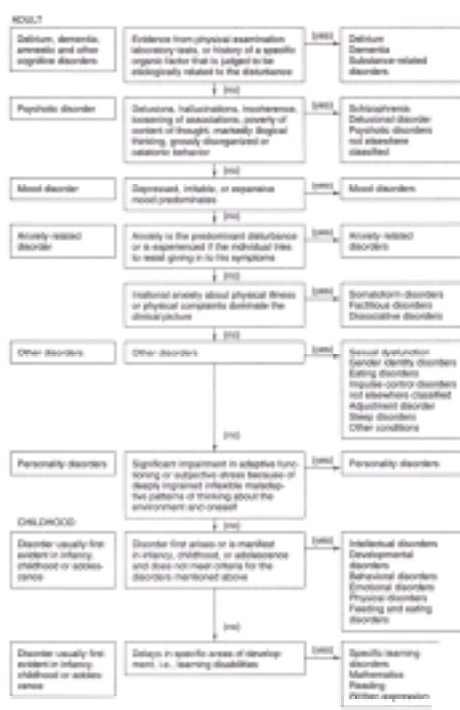 ADULT
Delirium, dementia,
amnestic and other
cognitive disorders
Evidence from physical examination
laboratory tests, or history of a specific
organic factor that is judged to be
etiologically related to the disturbance
(yes)
Delirium
Dementia
Substance-related
disorders
(no)
Psychotic disorder
Delusions, hallucinations, incoherence,
loosening of associations, poverty of
content of thought, markedly illogical
thinking, grossly disorganized or
catatonic behavior
(yes)
Schizophrenia
Delusional disorder
Psychotic disorders
not elsewhere
classified
(no)
Mood disorder
Depressed, irritable, or expansive
mood predominates
(yes)
Mood disorders
(no)
Anxiety-related
disorder
Anxiety is the predominant disturbance
or is experienced if the individual tries
to resist giving in to his symptoms
(yes)
Anxiety-related
disorders
(no)
Irrational anxiety about physical illness
or physical complaints dominate the
clinical picture
(yes)
Somatoform disorders
Factitious disorders
Dissociative disorders
(no)
Other disorders
Other disorders
(yes)
Sexual dysfunction
Gender identity disorders
Eating disorders
Impulse control disorders
not elsewhere classified
Adjustment disorder
Sleep disorders
Other conditions
(no)
Personality disorders
Significant impairment in adaptive func-
tioning or subjective stress because of
deeply ingrained inflexible maladap-
tive patterns of thinking about the
environment and oneself
(yes)
Personality disorders
(no)
CHILDHOOD
Disorder usually first
evident in infancy,
childhood or adoles-
cence
Disorder first arises or is manifest
in infancy, childhood, or adolescence
and does not meet criteria for the
disorders mentioned above
(yes)
Intellectual disorders
Developmental
disorders
Behavioral disorders
Emotional disorders
Physical disorders
Feeding and eating
disorders
(no)
Disorder usually first
evident in infancy,
childhood or adoles-
cence
Delays in specific areas of develop-
ment, i.e., learning disabilities
(yes)
Specific learning
disorders
Mathematics
Reading
Written expression